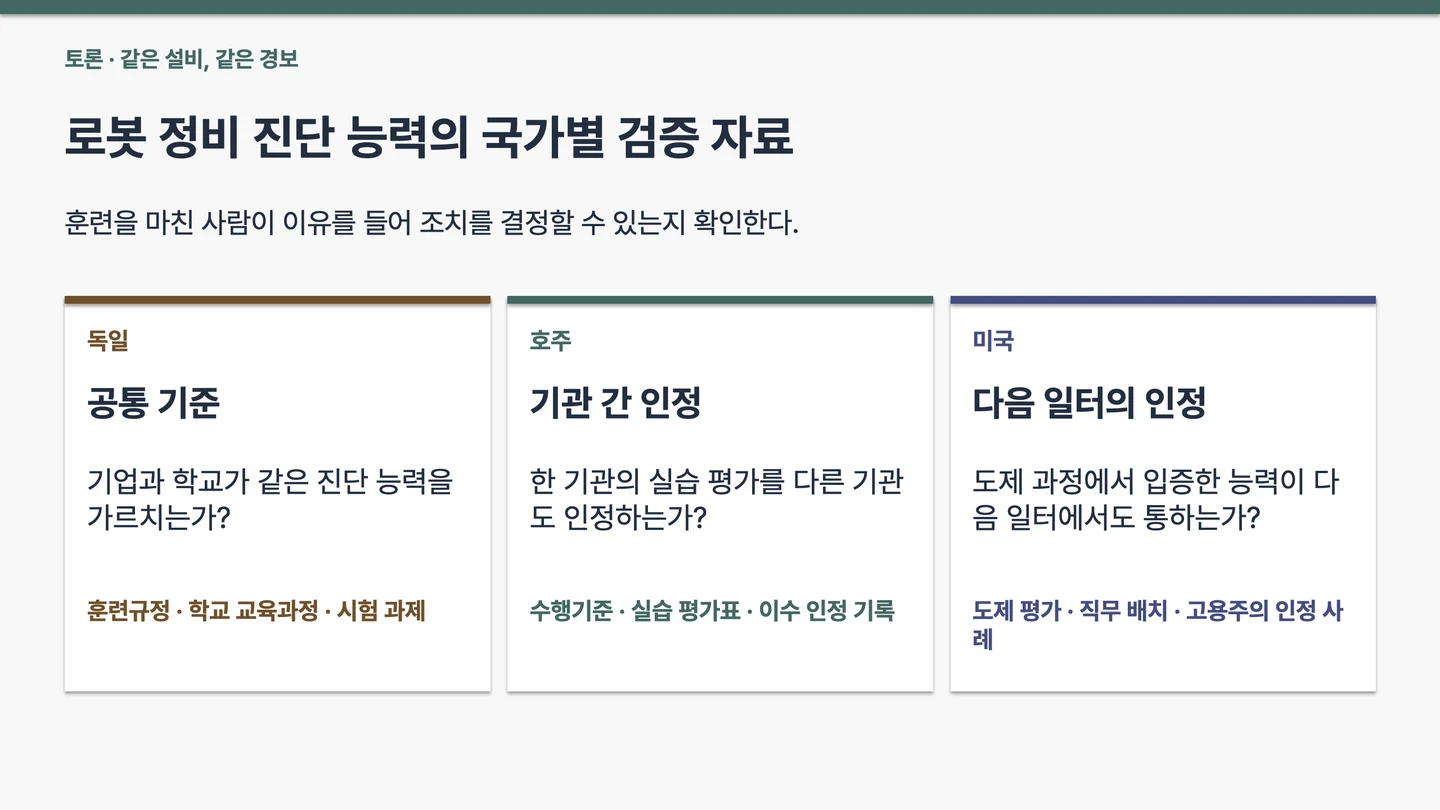 토론 · 같은 설비, 같은 경보
로봇 정비 진단 능력의 국가별 검증 자료
훈련을 마친 사람이 이유를 들어 조치를 결정할 수 있는지 확인한다.
독일
공통 기준
기업과 학교가 같은 진단 능력을
가르치는가?
훈련규정 · 학교 교육과정 · 시험 과제
호주
기관 간 인정
한 기관의 실습 평가를 다른 기관
도 인정하는가?
수행기준 · 실습 평가표 · 이수 인정 기록
미국
다음 일터의 인정
도제 과정에서 입증한 능력이 다
음 일터에서도 통하는가?
도제 평가 · 직무 배치 · 고용주의 인정 사
례